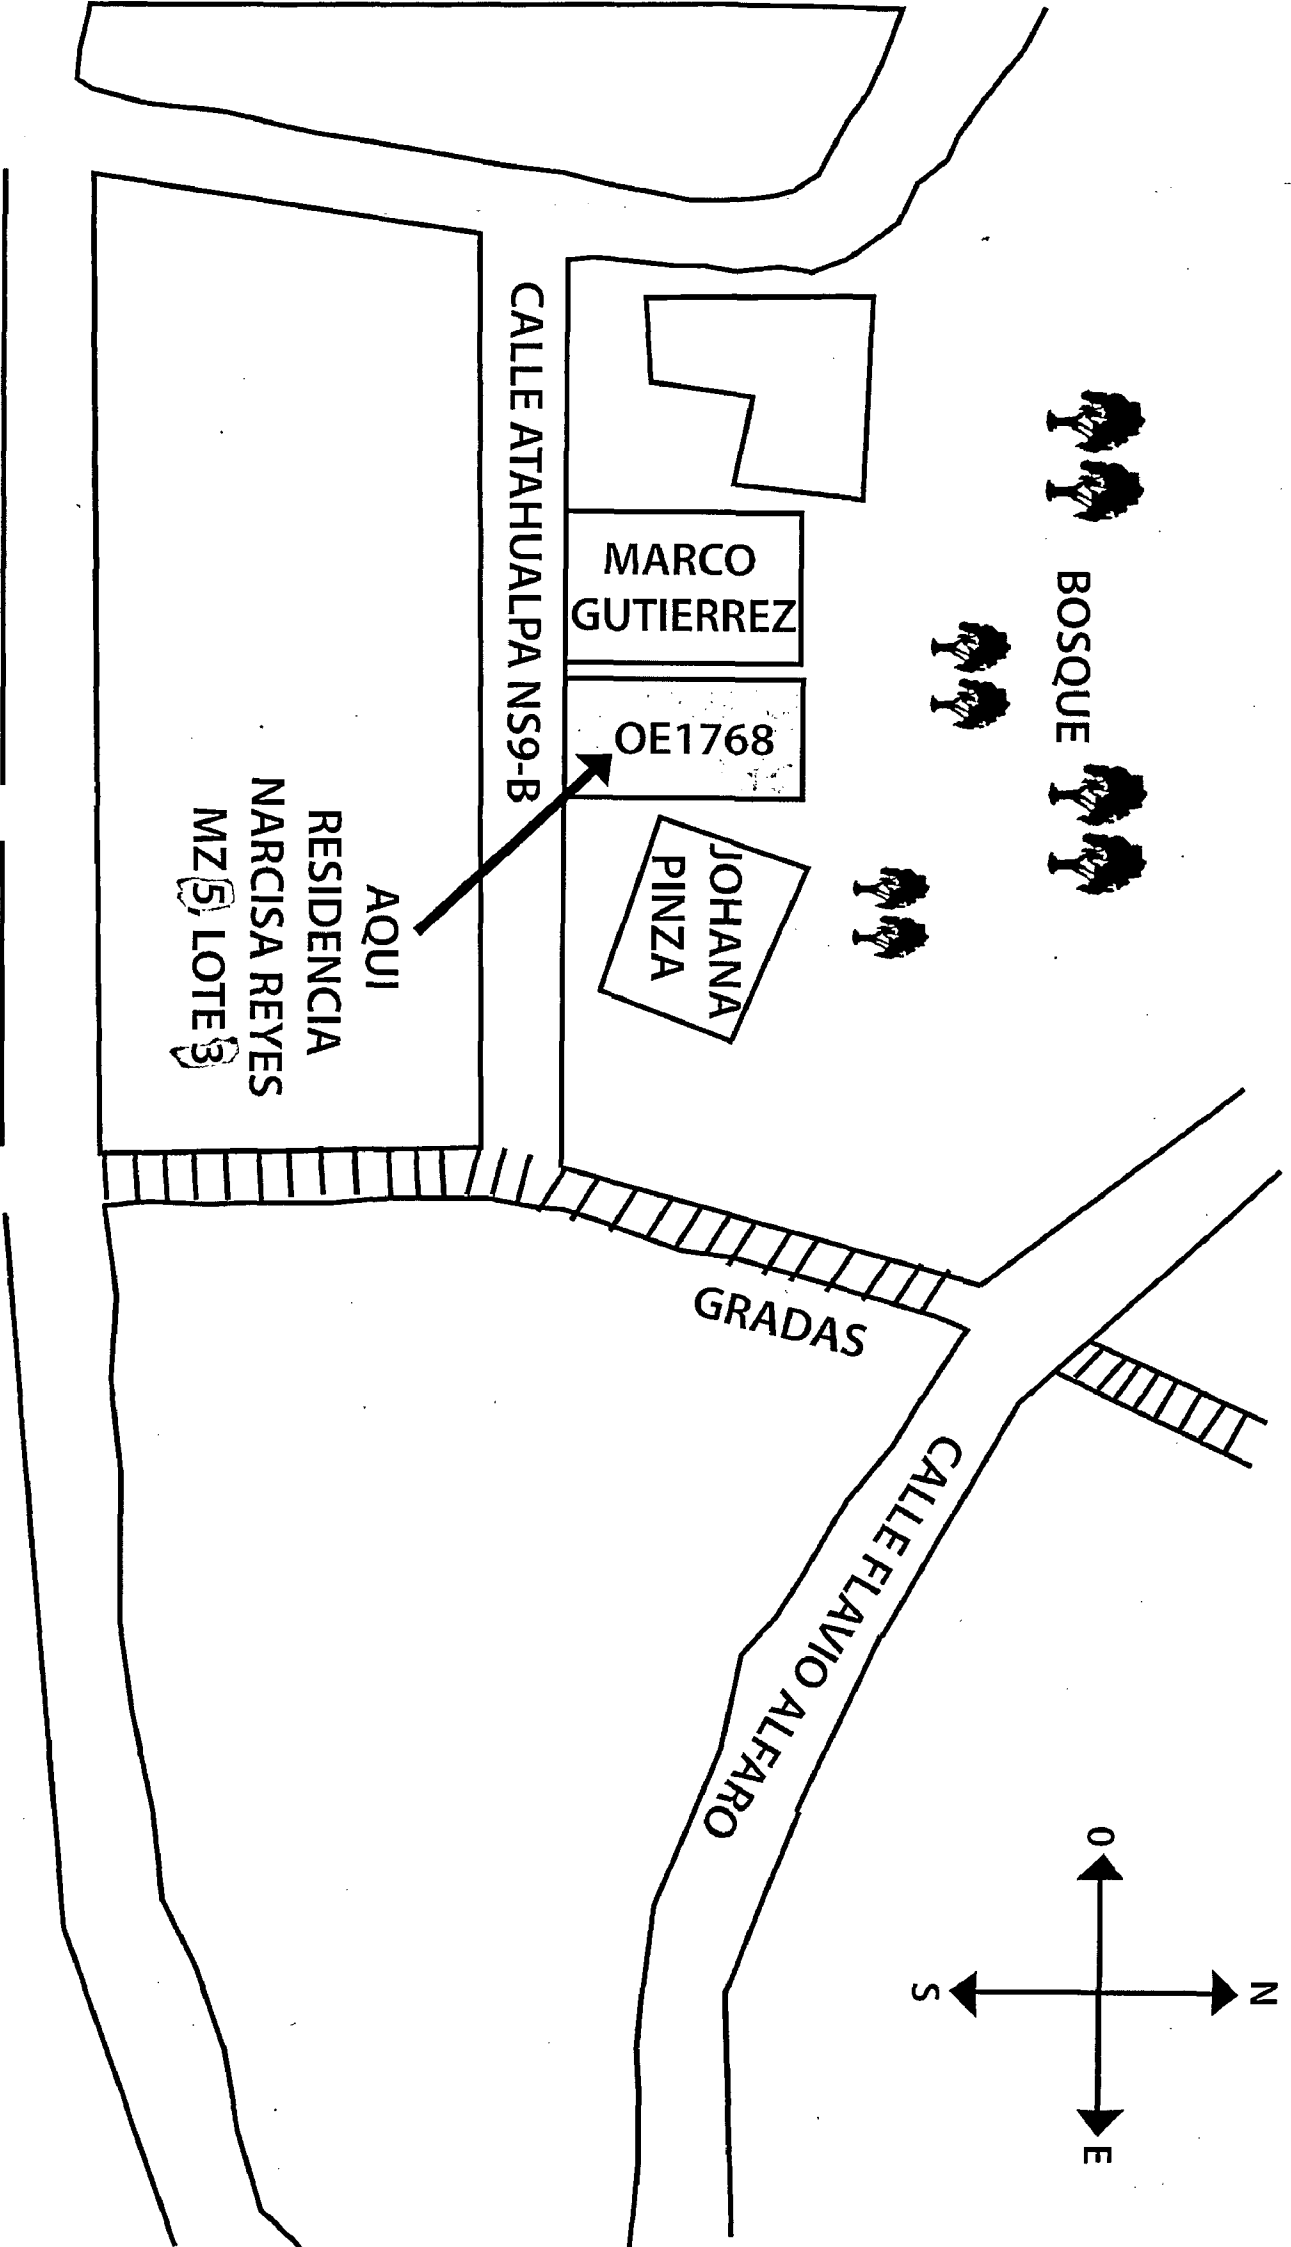 BOSQUE
MARCO
GUTIERREZ
OE1768
JOHANA
PINZA
CALLE ATAHUALPA NS9-B
AQUI
RESIDENCIA
NARCISA REYES
MZ 5, LOTE 3
GRADAS
CALLE FLAVIO ALFARO
N
O
E
S